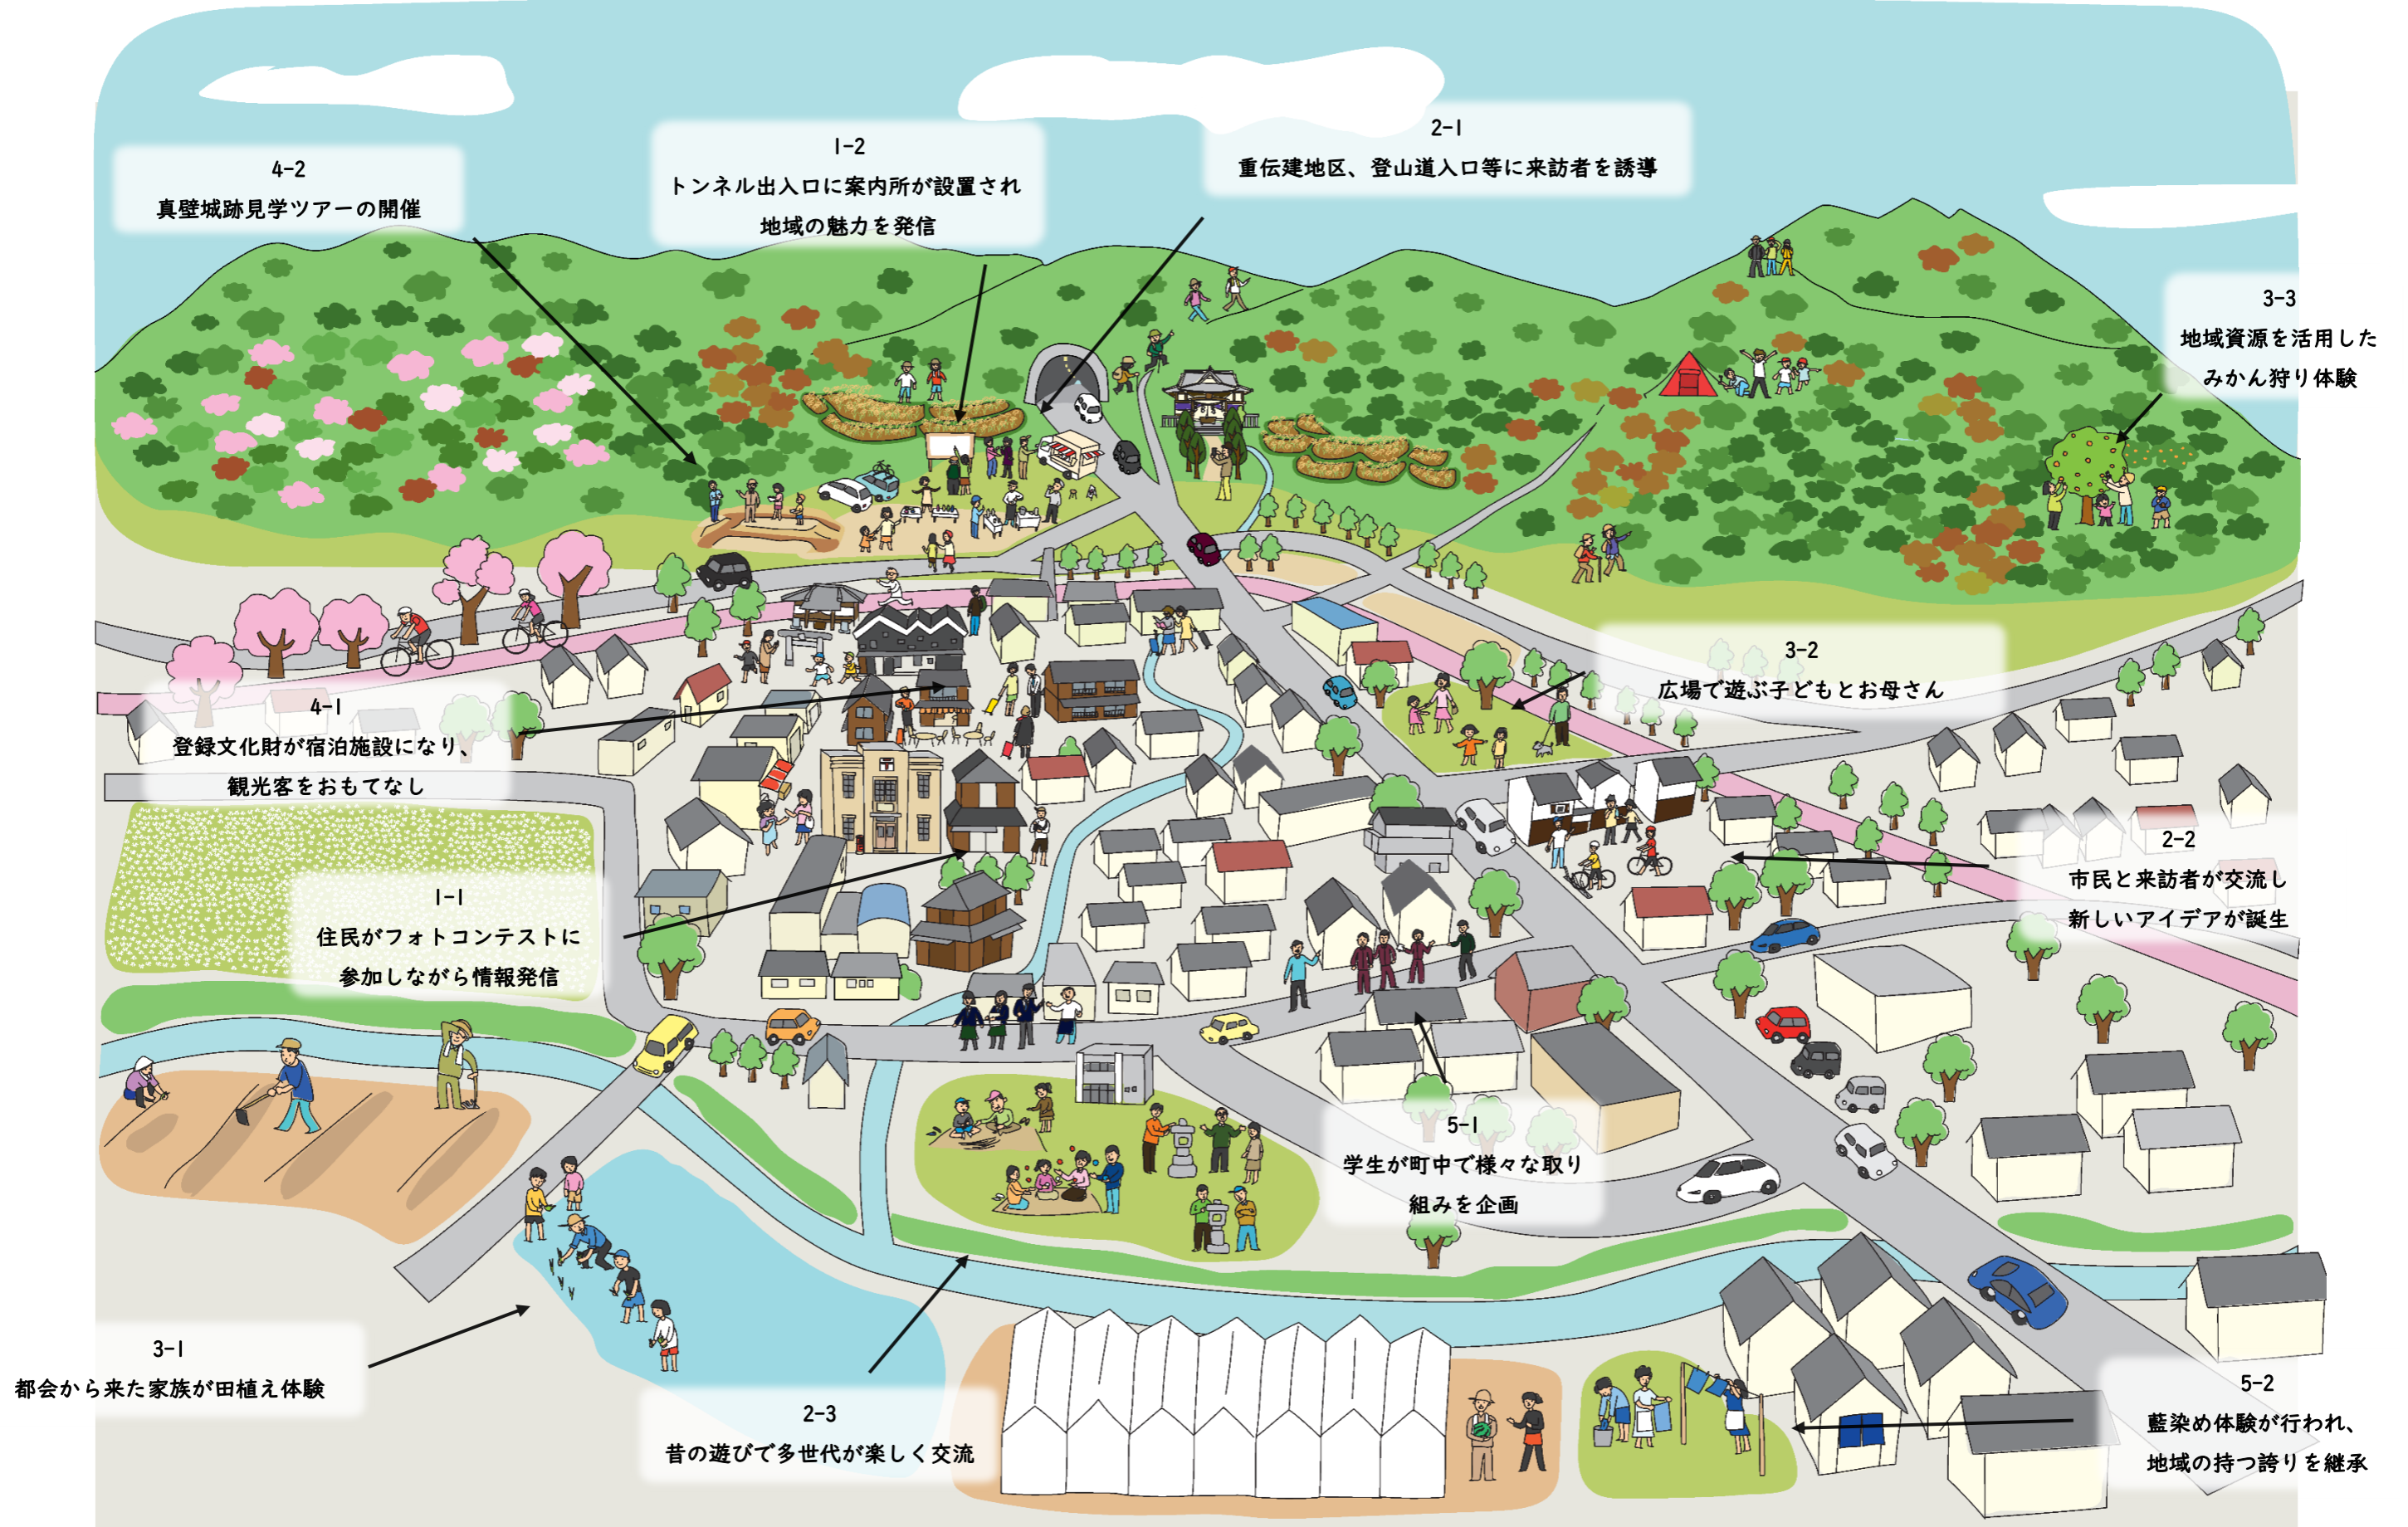 4-2
真壁城跡見学ツアーの開催
1-2
トンネル出入口に案内所が設置され
地域の魅力を発信
2-1
重伝建地区、登山道入口等に来訪者を誘導
3-3
地域資源を活用した
みかん狩り体験
3-2
広場で遊ぶ子どもとお母さん
4-1
登録文化財が宿泊施設になり、
観光客をおもてなし
2-2
市民と来訪者が交流し
新しいアイデアが誕生
1-1
住民がフォトコンテストに
参加しながら情報発信
5-1
学生が町中で様々な取り
組みを企画
3-1
都会から来た家族が田植え体験
2-3
昔の遊びで多世代が楽しく交流
5-2
藍染め体験が行われ、
地域の持つ誇りを継承